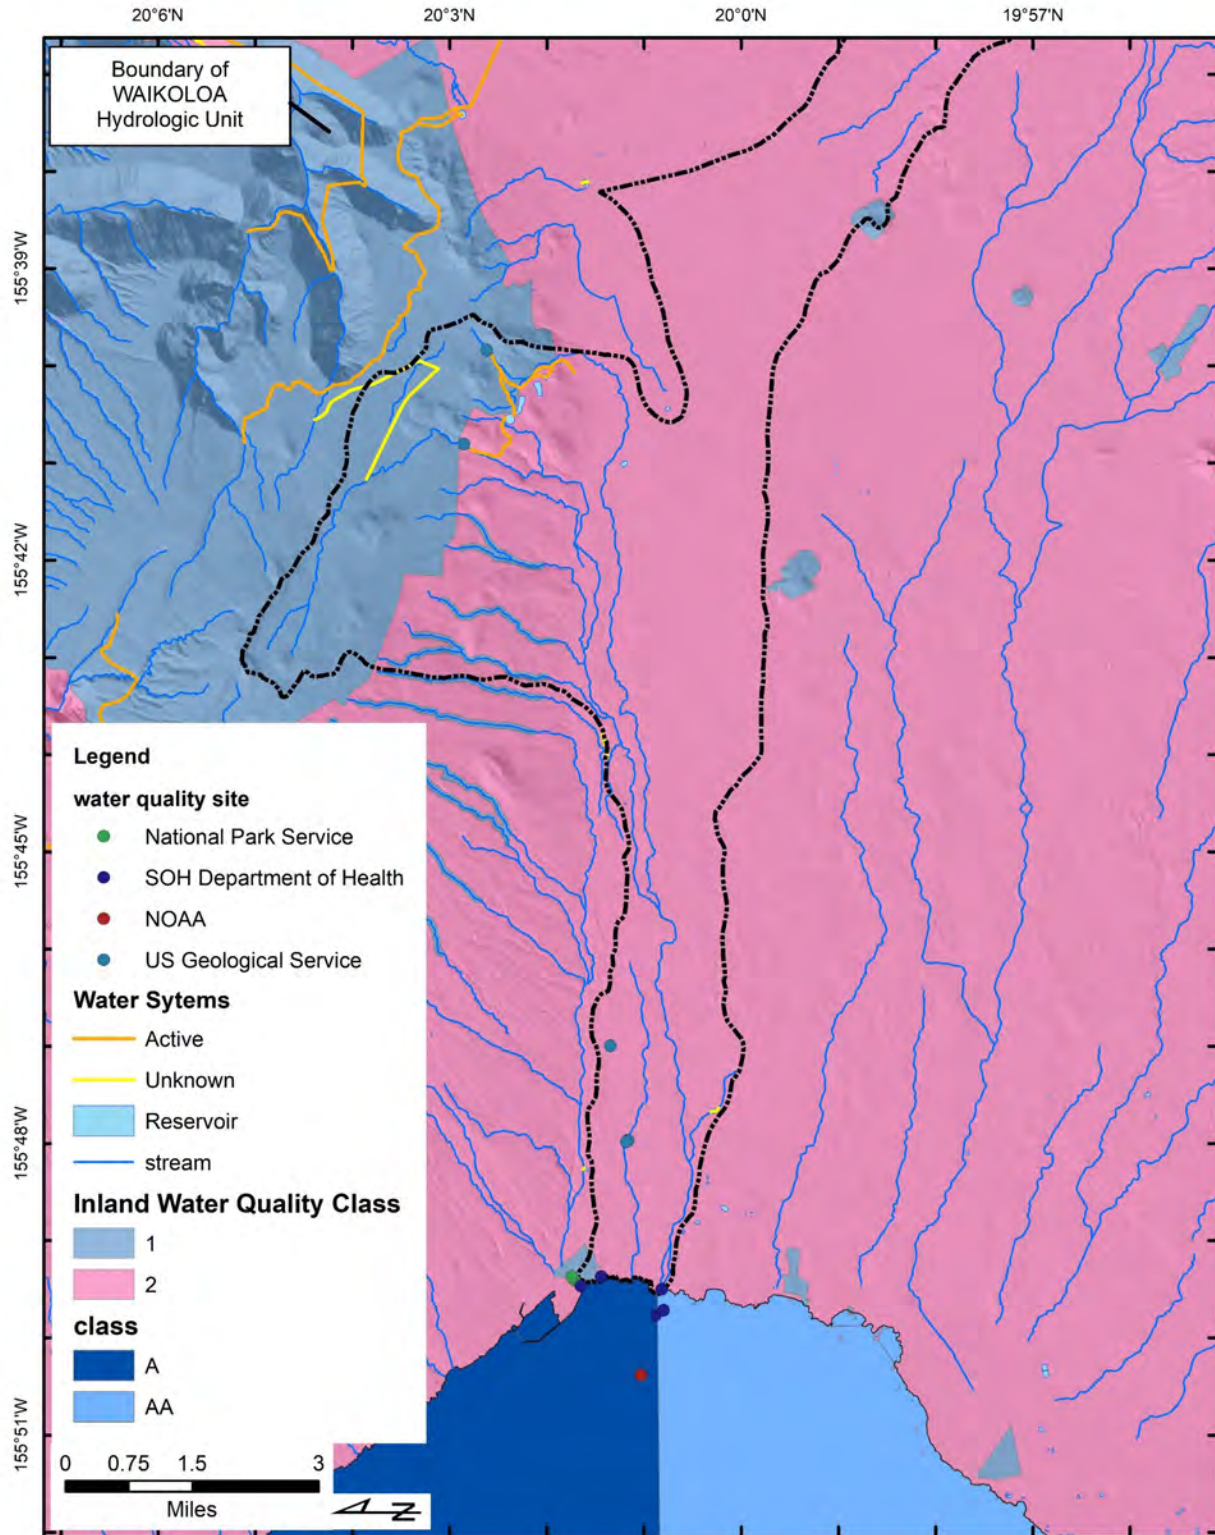 20°6'N
20°3'N
20°0'N
19°57'N
Boundary of
WAIKOLOA
Hydrologic Unit
155°39'W
155°42'W
155°45'W
155°48'W
155°51'W
Legend
water quality site
National Park Service
SOH Department of Health
NOAA
US Geological Service
Water Sytems
Active
Unknown
Reservoir
stream
Inland Water Quality Class
1
2
class
A
AA
0 0.75 1.5 3
Miles
N